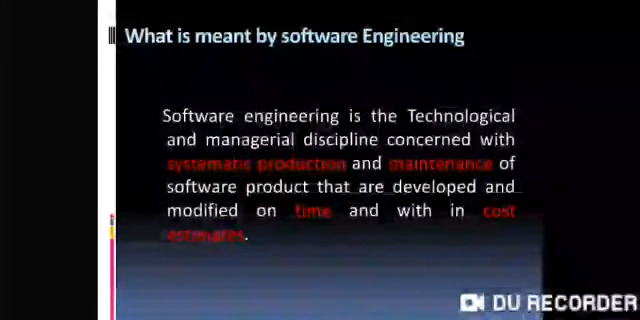 What is meant by software Engineering
Software engineering is the Technological
and managerial discipline concerned with
systematic production and maintenance of
software product that are developed and
modified on time and with in cost
estimates.
DU RECORDER